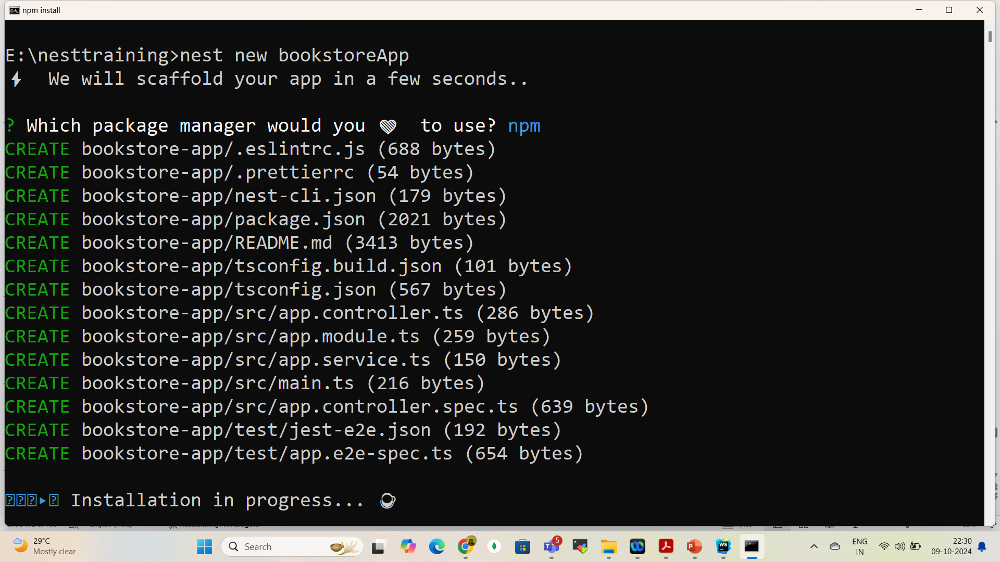 npm install
E:\nesttraining>nest new bookstoreApp
⚡ We will scaffold your app in a few seconds..
? Which package manager would you ❤ to use? npm
CREATE bookstore-app/.eslintrc.js (688 bytes)
CREATE bookstore-app/.prettierrc (54 bytes)
CREATE bookstore-app/nest-cli.json (179 bytes)
CREATE bookstore-app/package.json (2021 bytes)
CREATE bookstore-app/README.md (3413 bytes)
CREATE bookstore-app/tsconfig.build.json (101 bytes)
CREATE bookstore-app/tsconfig.json (567 bytes)
CREATE bookstore-app/src/app.controller.ts (286 bytes)
CREATE bookstore-app/src/app.module.ts (259 bytes)
CREATE bookstore-app/src/app.service.ts (150 bytes)
CREATE bookstore-app/src/main.ts (216 bytes)
CREATE bookstore-app/src/app.controller.spec.ts (639 bytes)
CREATE bookstore-app/test/jest-e2e.json (192 bytes)
CREATE bookstore-app/test/app.e2e-spec.ts (654 bytes)
Installation in progress... ☕
29°C
Mostly clear
Search
5
ENG
IN
22:30
09-10-2024